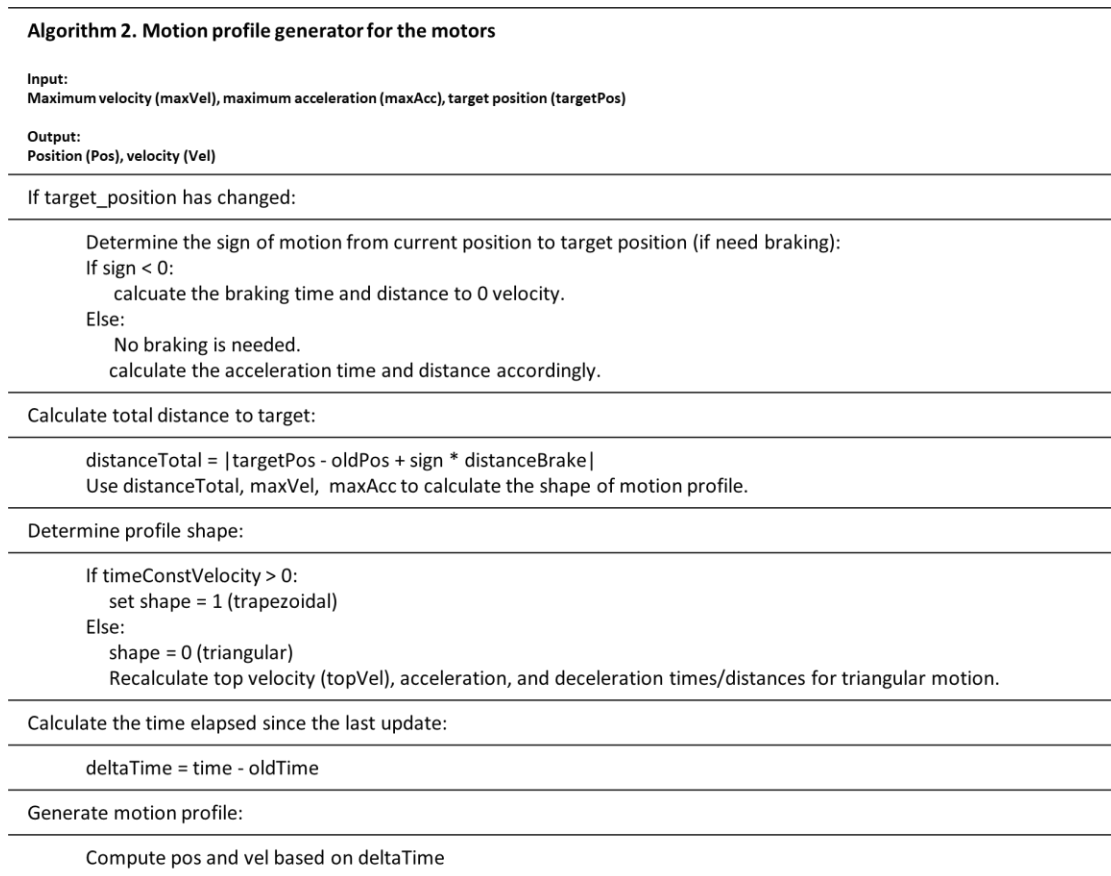 Algorithm 2. Motion profile generator for the motors
Input:
Maximum velocity (maxVel), maximum acceleration (maxAcc), target position (targetPos)
Output:
Position (Pos), velocity (Vel)
If target_position has changed:
Determine the sign of motion from current position to target position (if need braking):
If sign < 0:
calcuate the braking time and distance to 0 velocity.
Else:
No braking is needed.
calculate the acceleration time and distance accordingly.
Calculate total distance to target:
distanceTotal = |targetPos - oldPos + sign * distanceBrake|
Use distanceTotal, maxVel, maxAcc to calculate the shape of motion profile.
Determine profile shape:
If timeConstVelocity > 0:
set shape = 1 (trapezoidal)
Else:
shape = 0 (triangular)
Recalculate top velocity (topVel), acceleration, and deceleration times/distances for triangular motion.
Calculate the time elapsed since the last update:
deltaTime = time - oldTime
Generate motion profile:
Compute pos and vel based on deltaTime